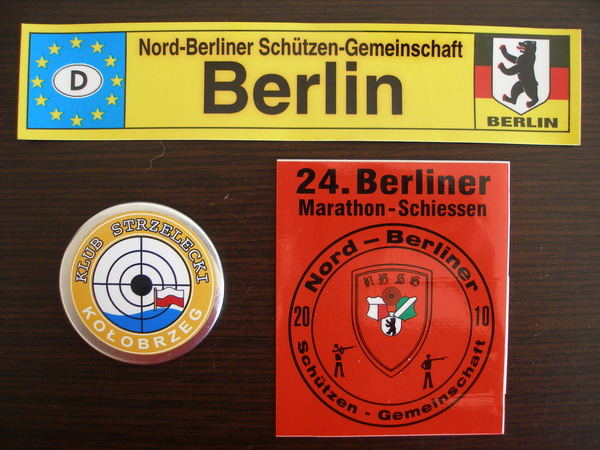 D
Nord-Berliner Schützen-Gemeinschaft
Berlin
BERLIN
KLUB STRZELECKI
KOŁOBRZEG
24. Berliner
Marathon-Schiessen
Nord - Berliner
NBSG
20 10
Schützen - Gemeinschaft